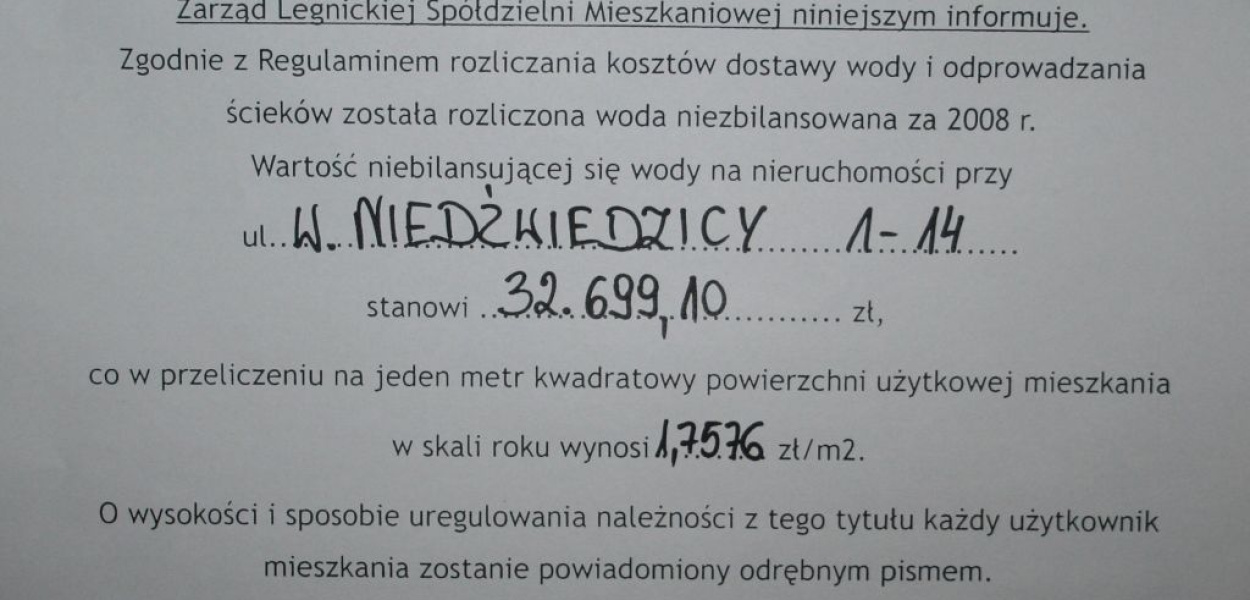 Zarząd Legnickiej Spółdzielni Mieszkaniowej niniejszym informuje.
Zgodnie z Regulaminem rozliczania kosztów dostawy wody i odprowadzania
ścieków została rozliczona woda niezbilansowana za 2008 r.
Wartość niebilansującej się wody na nieruchomości przy
ul..W. NIEDŹWIEDZICY 1-14
stanowi ..32.699,10............ zł,
co w przeliczeniu na jeden metr kwadratowy powierzchni użytkowej mieszkania
w skali roku wynosi 1,7576 zł/m2.
O wysokości i sposobie uregulowania należności z tego tytułu każdy użytkownik
mieszkania zostanie powiadomiony odrębnym pismem.